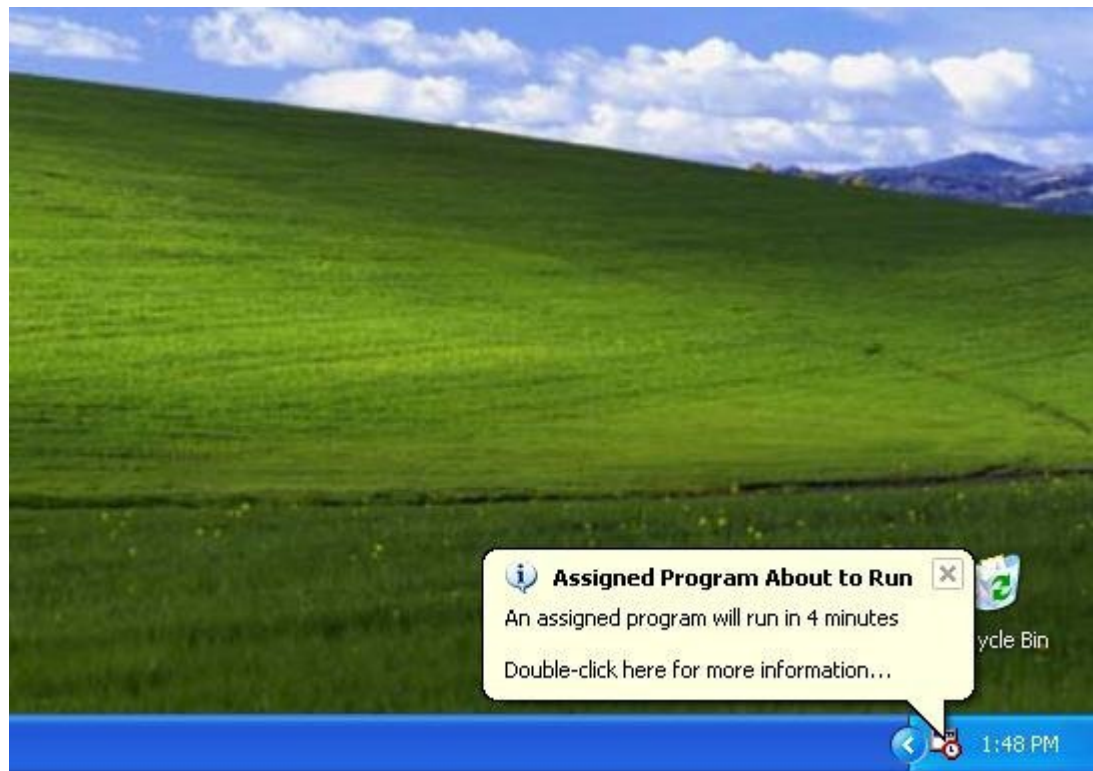 Assigned Program About to Run
An assigned program will run in 4 minutes
Double-click here for more information...
ycle Bin
1:48 PM